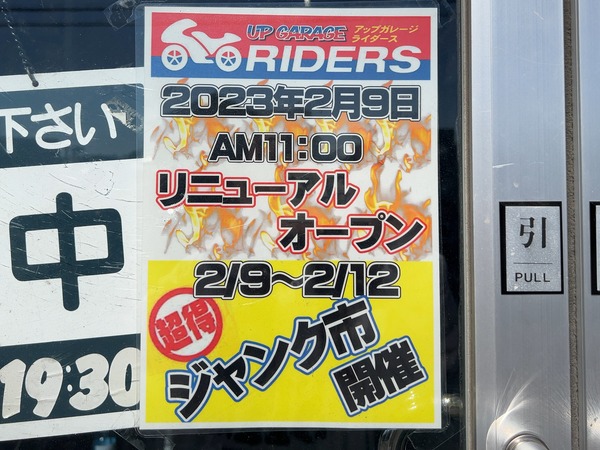 UP GARAGE
アップガレージ
ライダース
RIDERS
2023年2月9日
AM11:00
リニューアル
オープン
2/9～2/12
超得
ジャンク市
開催
下さい
中
19:30
引
PULL